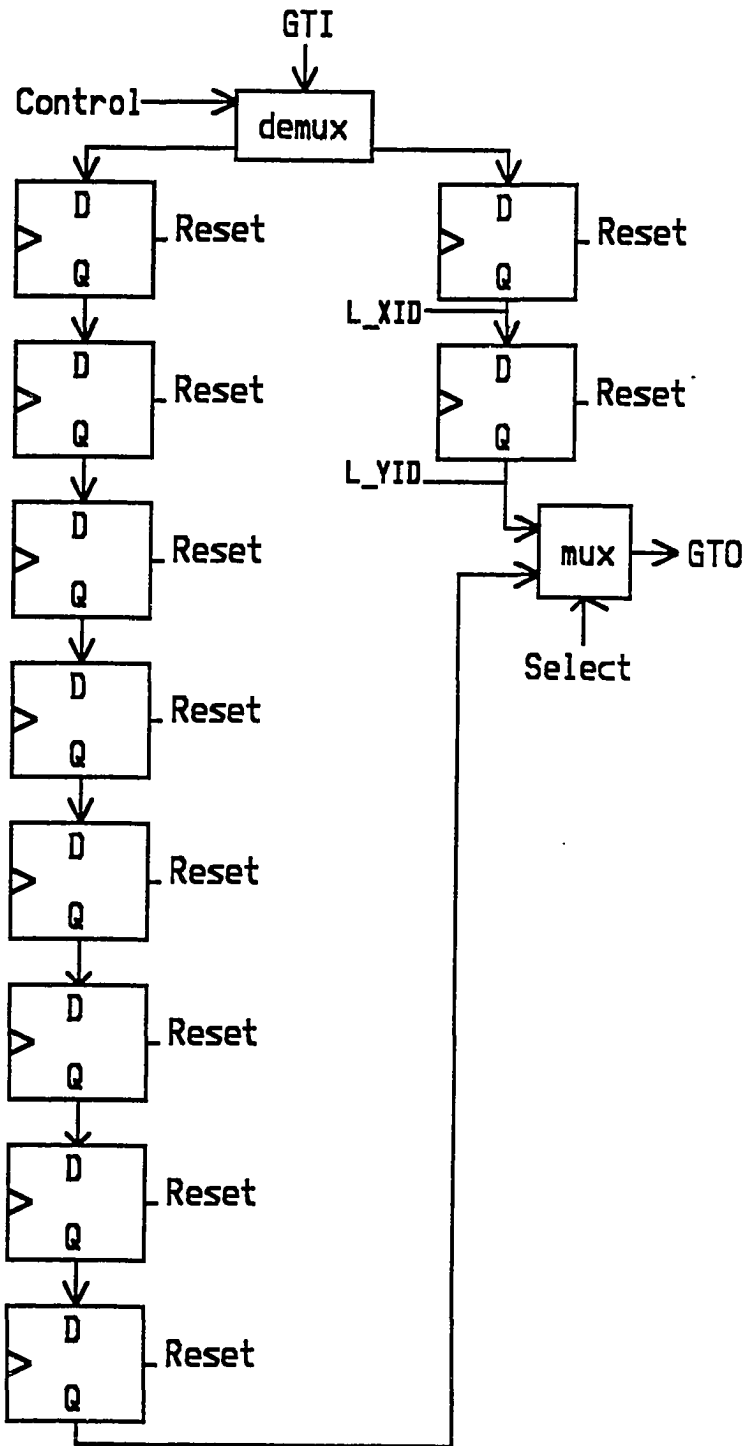 GTI
Control
demux
D
Q
Reset
D
Q
Reset
L_XID
D
Q
Reset
D
Q
Reset
L_YID
D
Q
Reset
mux
GTO
Select
D
Q
Reset
D
Q
Reset
D
Q
Reset
D
Q
Reset
D
Q
Reset